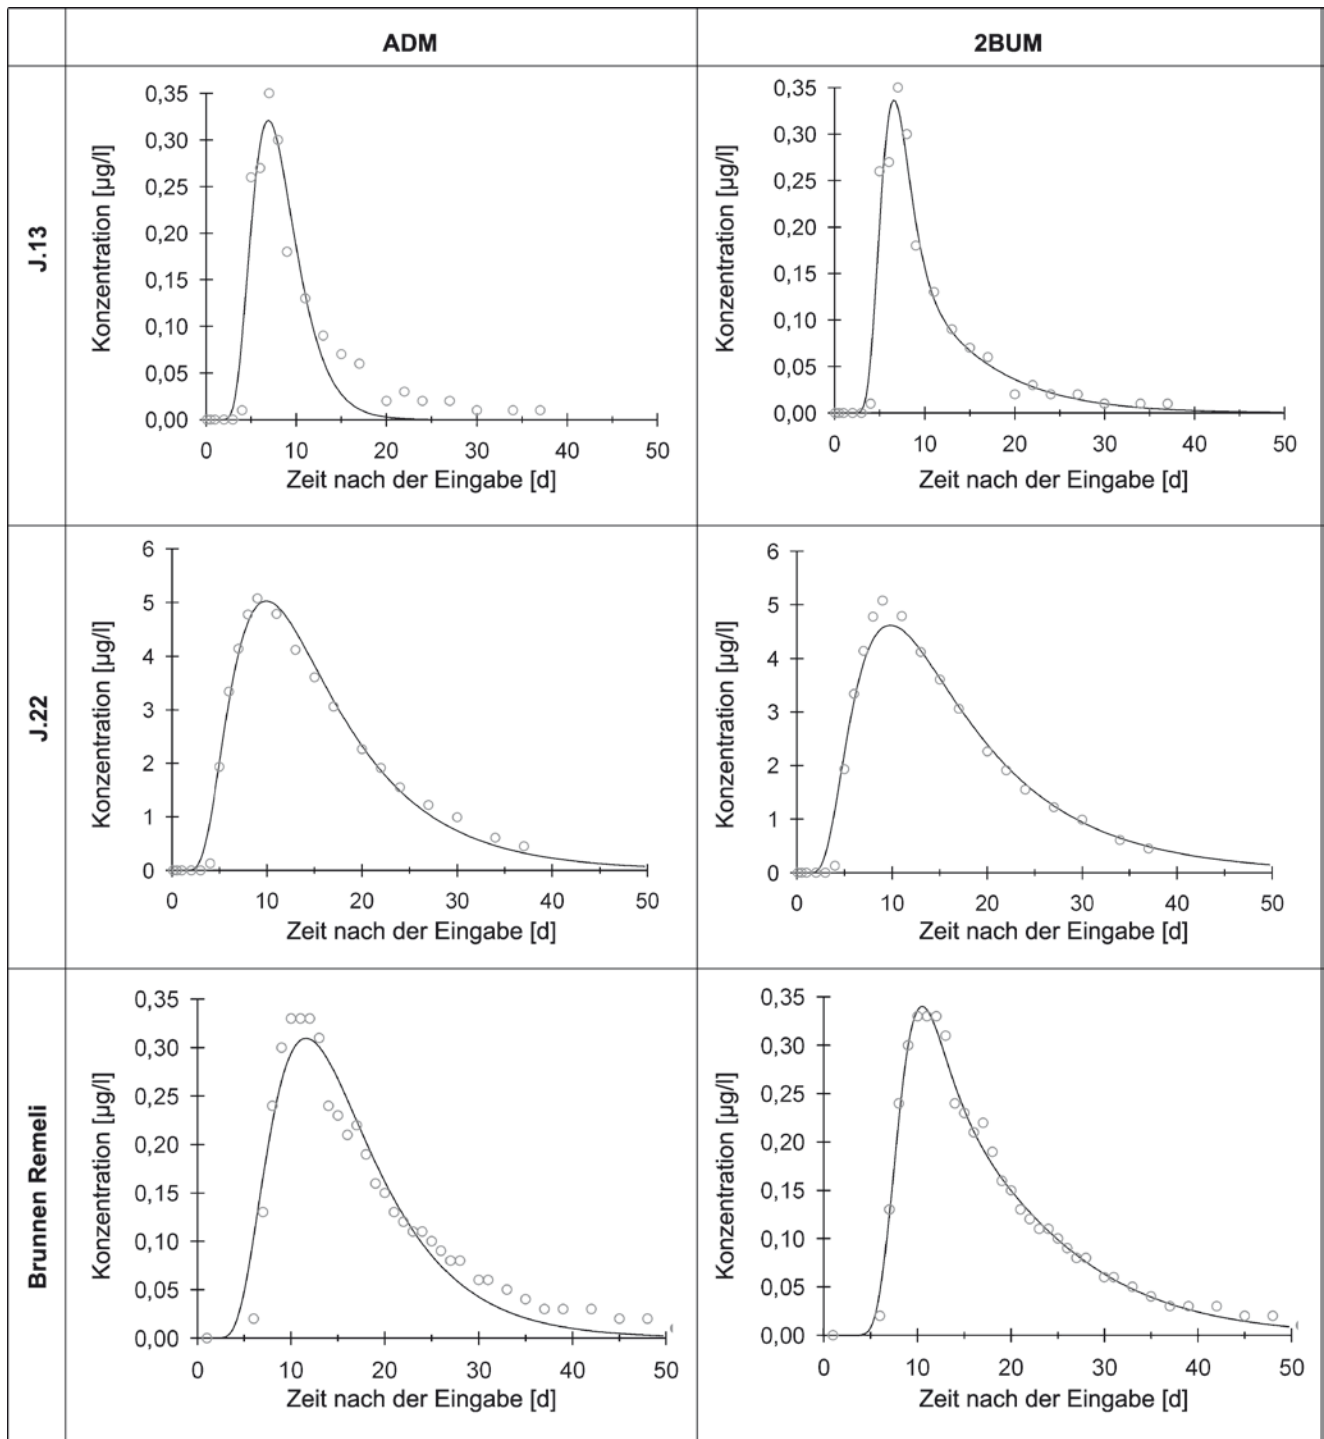 ADM
2BUM
J.13
Konzentration [µg/l]
0,35
0,30
0,25
0,20
0,15
0,10
0,05
0,00
0 10 20 30 40 50
Zeit nach der Eingabe [d]
Konzentration [µg/l]
0,35
0,30
0,25
0,20
0,15
0,10
0,05
0,00
0 10 20 30 40 50
Zeit nach der Eingabe [d]
J.22
Konzentration [µg/l]
6
5
4
3
2
1
0
0 10 20 30 40 50
Zeit nach der Eingabe [d]
Konzentration [µg/l]
6
5
4
3
2
1
0
0 10 20 30 40 50
Zeit nach der Eingabe [d]
Brunnen Remeli
Konzentration [µg/l]
0,35
0,30
0,25
0,20
0,15
0,10
0,05
0,00
0 10 20 30 40 50
Zeit nach der Eingabe [d]
Konzentration [µg/l]
0,35
0,30
0,25
0,20
0,15
0,10
0,05
0,00
0 10 20 30 40 50
Zeit nach der Eingabe [d]